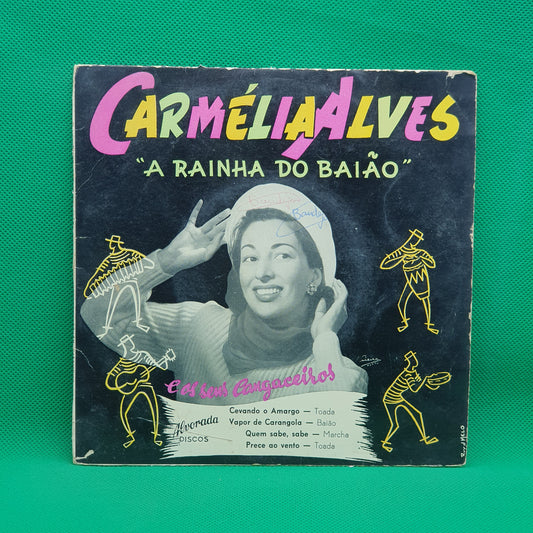 CARMÉLIA ALVES
"A RAINHA DO BAIÃO"
e os seus Cangaceiros
Alvorada
DISCOS
Cevando o Amargo — Toada
Vapor de Carangola — Baião
Quem sabe, sabe — Marcha
Prece ao vento — Toada